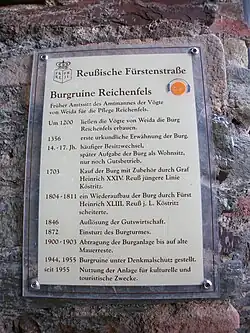 Reußische Fürstenstraße
Burgruine Reichenfels
Früher Amtssitz des Amtmannes der Vögte
von Weida für die Pflege Reichenfels.
Um 1200 ließen die Vögte von Weida die Burg
Reichenfels erbauen.
1356 erste urkundliche Erwähnung der Burg.
14.-17. Jh. häufiger Besitzwechsel,
später Aufgabe der Burg als Wohnsitz,
nur noch Gutsbetrieb.
1703 Kauf der Burg mit Zubehör durch Graf
Heinrich XXIV. Reuß jüngere Linie
Köstritz.
1804-1811 ein Wiederaufbau der Burg durch Fürst
Heinrich XLIII. Reuß j. L. Köstritz
scheiterte.
1846 Auflösung der Gutswirtschaft.
1872 Einsturz des Burgturmes.
1900-1903 Abtragung der Burganlage bis auf alte
Mauerreste.
1944, 1955 Burgruine unter Denkmalschutz gestellt.
seit 1955 Nutzung der Anlage für kulturelle und
touristische Zwecke.